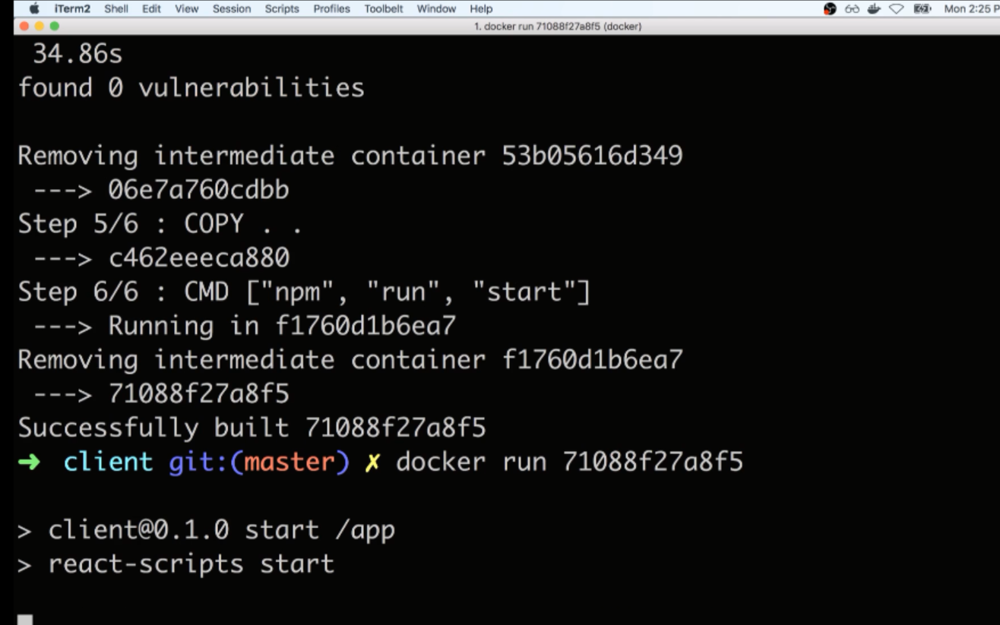 iTerm2 Shell Edit View Session Scripts Profiles Toolbelt Window Help Mon 2:25 P
1. docker run 71088f27a8f5 (docker)
34.86s
found 0 vulnerabilities
Removing intermediate container 53b05616d349
---> 06e7a760cdbb
Step 5/6 : COPY . .
---> c462eeeca880
Step 6/6 : CMD ["npm", "run", "start"]
---> Running in f1760d1b6ea7
Removing intermediate container f1760d1b6ea7
---> 71088f27a8f5
Successfully built 71088f27a8f5
➜ client git:(master) ✗ docker run 71088f27a8f5
> client@0.1.0 start /app
> react-scripts start